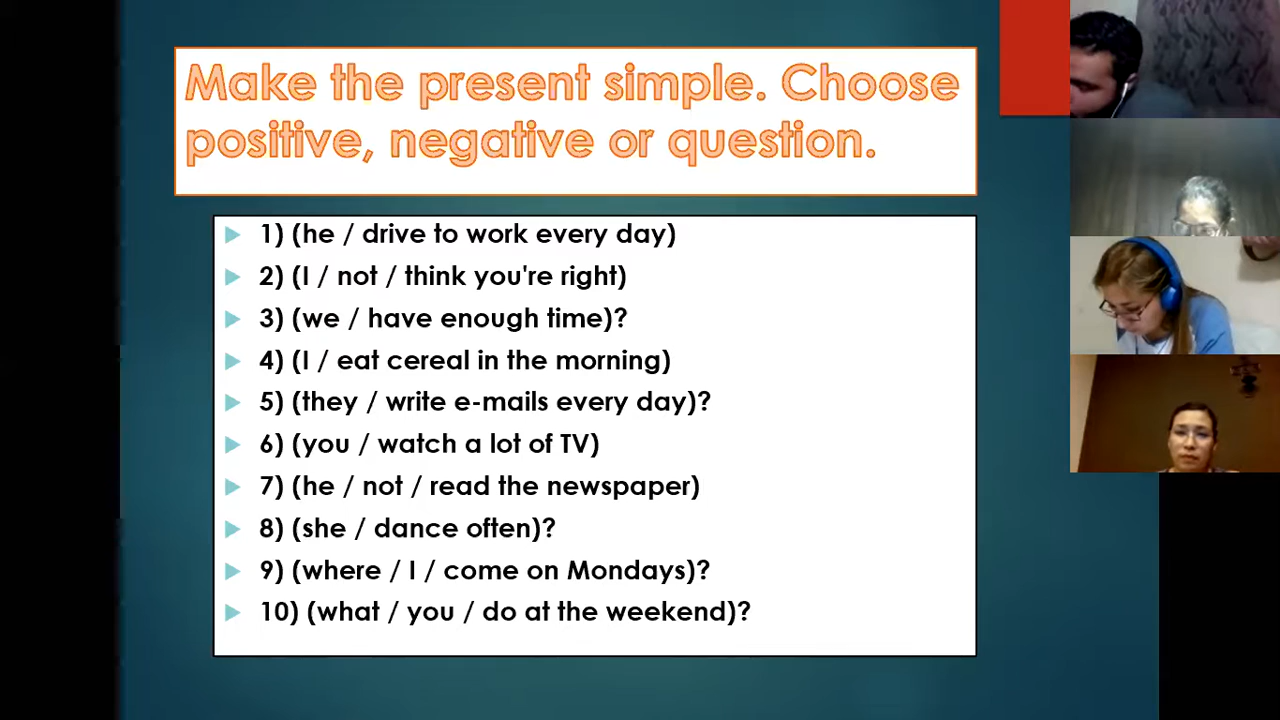 Make the present simple. Choose
positive, negative or question.
1) (he / drive to work every day)
2) (I / not / think you're right)
3) (we / have enough time)?
4) (I / eat cereal in the morning)
5) (they / write e-mails every day)?
6) (you / watch a lot of TV)
7) (he / not / read the newspaper)
8) (she / dance often)?
9) (where / I / come on Mondays)?
10) (what / you / do at the weekend)?